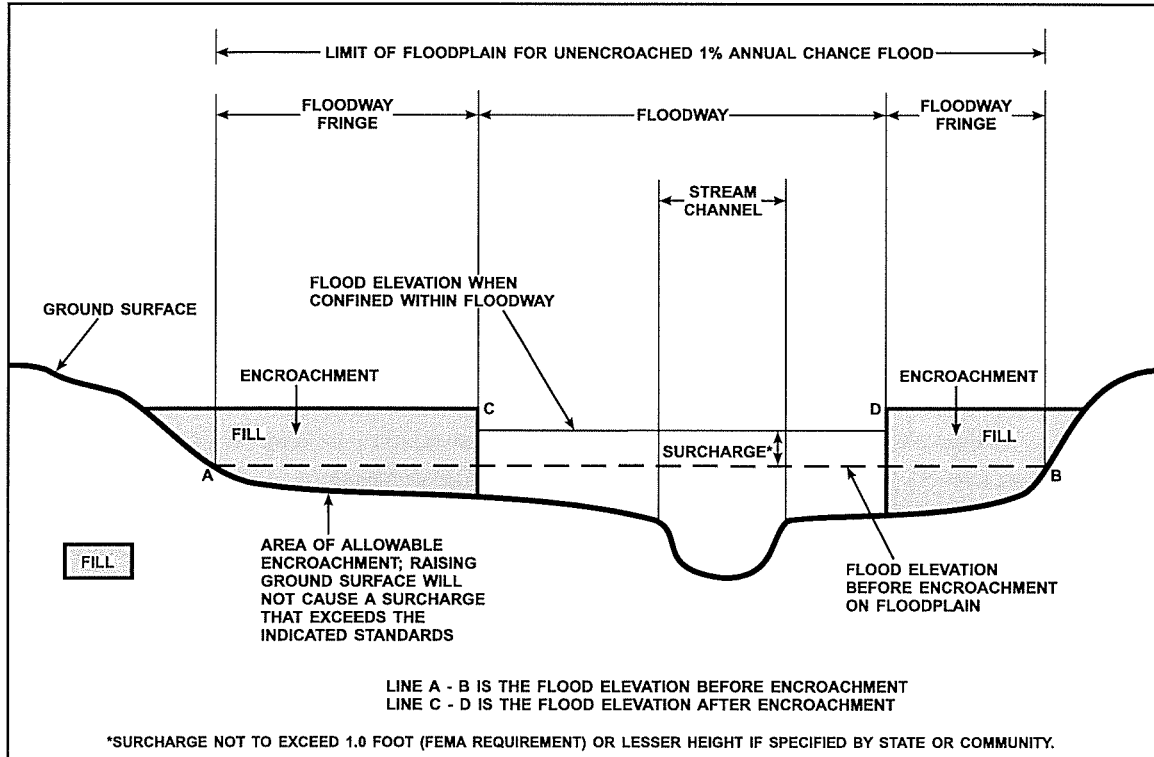 LIMIT OF FLOODPLAIN FOR UNENCROACHED 1% ANNUAL CHANCE FLOOD
FLOODWAY
FRINGE
FLOODWAY
FLOODWAY
FRINGE
STREAM
CHANNEL
FLOOD ELEVATION WHEN
CONFINED WITHIN FLOODWAY
GROUND SURFACE
ENCROACHMENT
C
D
ENCROACHMENT
FILL
SURCHARGE*
FILL
A
B
FILL
AREA OF ALLOWABLE
ENCROACHMENT; RAISING
GROUND SURFACE WILL
NOT CAUSE A SURCHARGE
THAT EXCEEDS THE
INDICATED STANDARDS
FLOOD ELEVATION
BEFORE ENCROACHMENT
ON FLOODPLAIN
LINE A - B IS THE FLOOD ELEVATION BEFORE ENCROACHMENT
LINE C - D IS THE FLOOD ELEVATION AFTER ENCROACHMENT
*SURCHARGE NOT TO EXCEED 1.0 FOOT (FEMA REQUIREMENT) OR LESSER HEIGHT IF SPECIFIED BY STATE OR COMMUNITY.